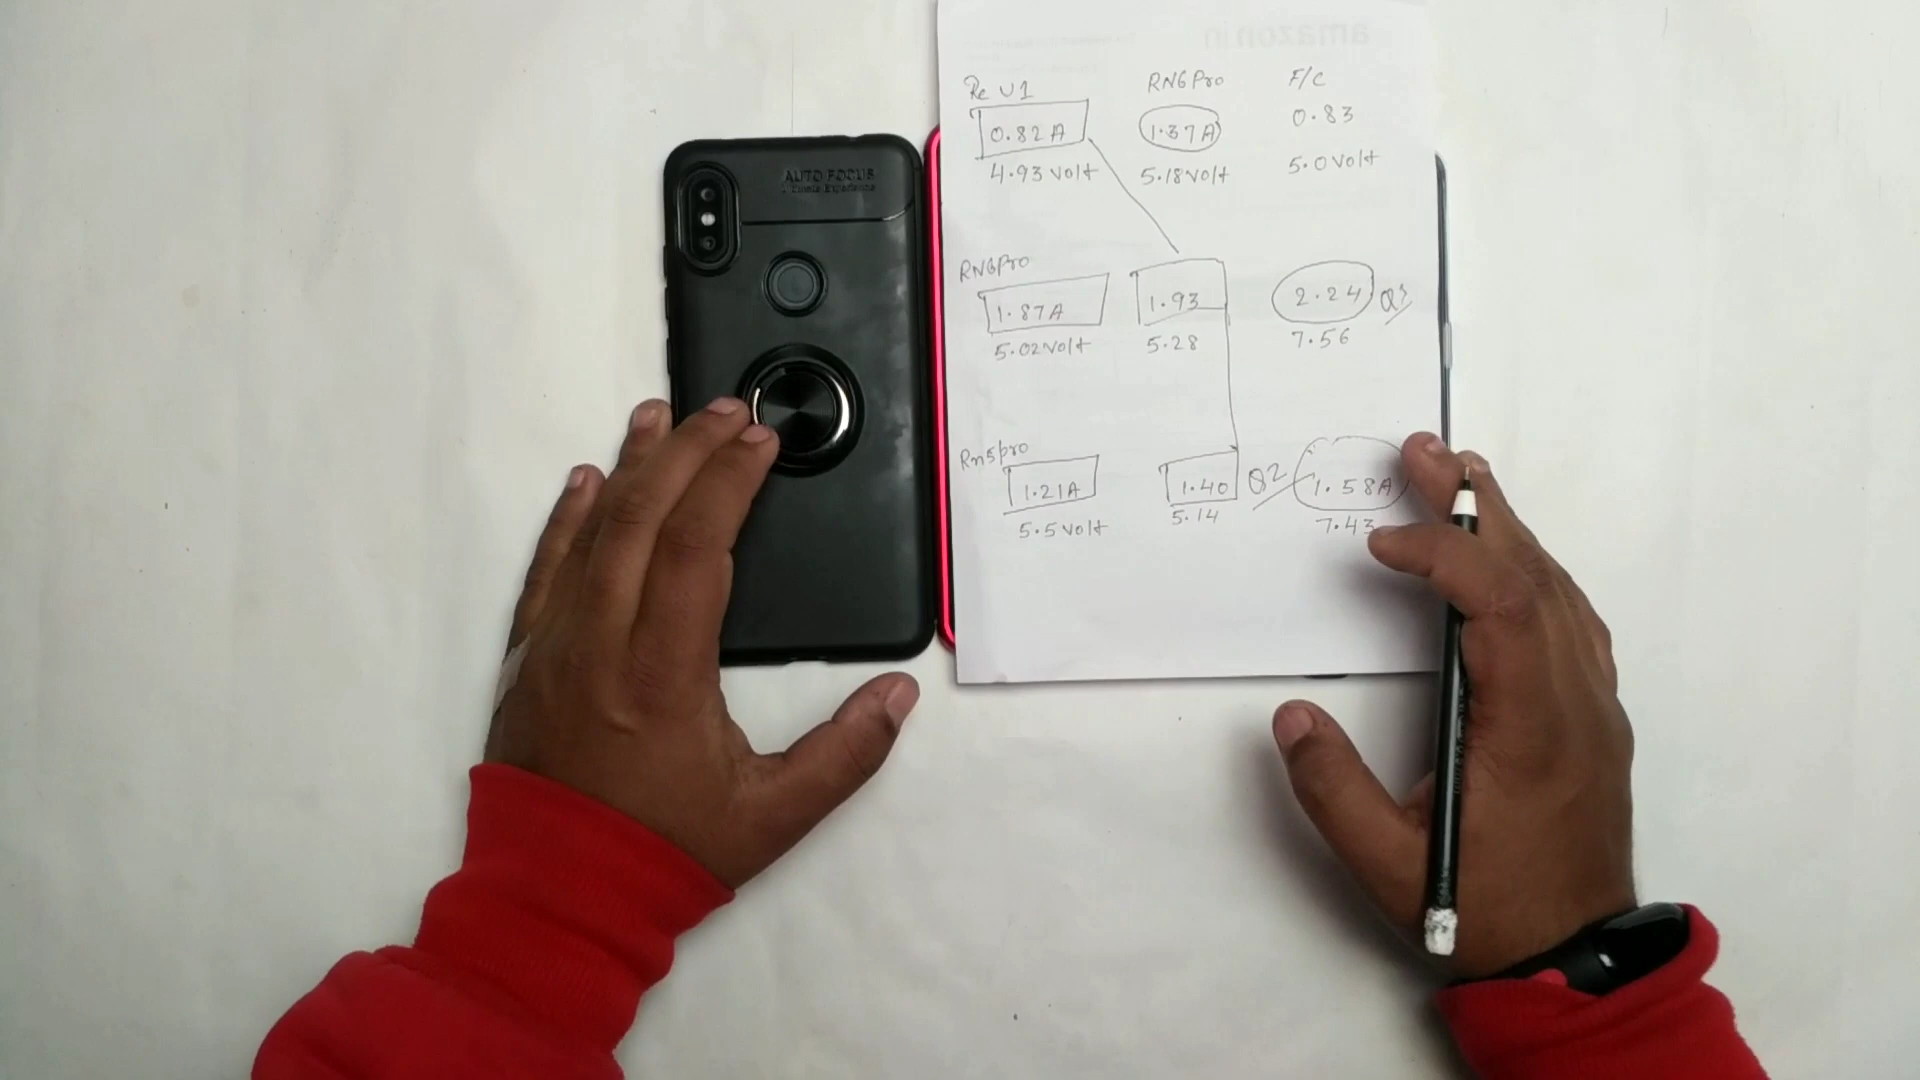 AUTO FOCUS
amazon.in
Re U1 RN6Pro F/C
0.82A 1.37A 0.83
4.93 Volt 5.18 Volt 5.0 Volt
RN6Pro
1.87A 1.93 2.24 Q3
5.02 Volt 5.28 7.56
Rn5pro
1.21A 1.40 Q2 1.58A
5.5 Volt 5.14 7.43